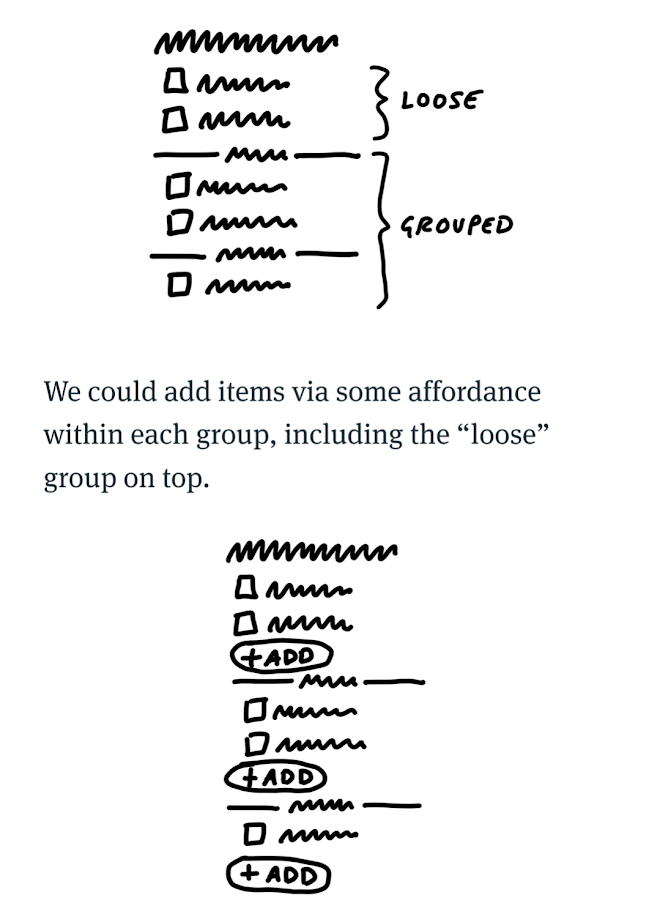 LOOSE
GROUPED
We could add items via some affordance
within each group, including the “loose”
group on top.
+ADD
+ADD
+ADD